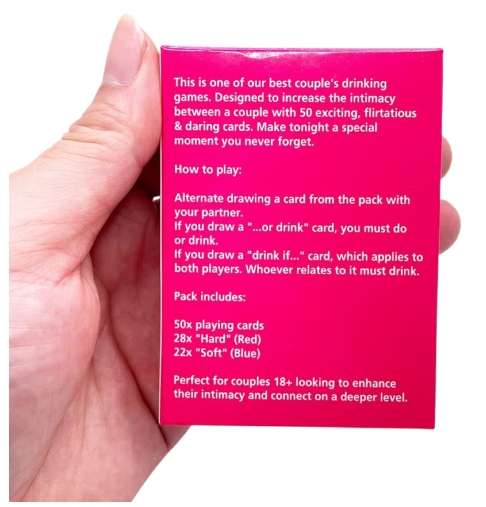 This is one of our best couple's drinking
games. Designed to increase the intimacy
between a couple with 50 exciting, flirtatious
& daring cards. Make tonight a special
moment you never forget.
How to play:
Alternate drawing a card from the pack with
your partner.
If you draw a "...or drink" card, you must do
or drink.
If you draw a "drink if..." card, which applies to
both players. Whoever relates to it must drink.
Pack includes:
50x playing cards
28x "Hard" (Red)
22x "Soft" (Blue)
Perfect for couples 18+ looking to enhance
their intimacy and connect on a deeper level.